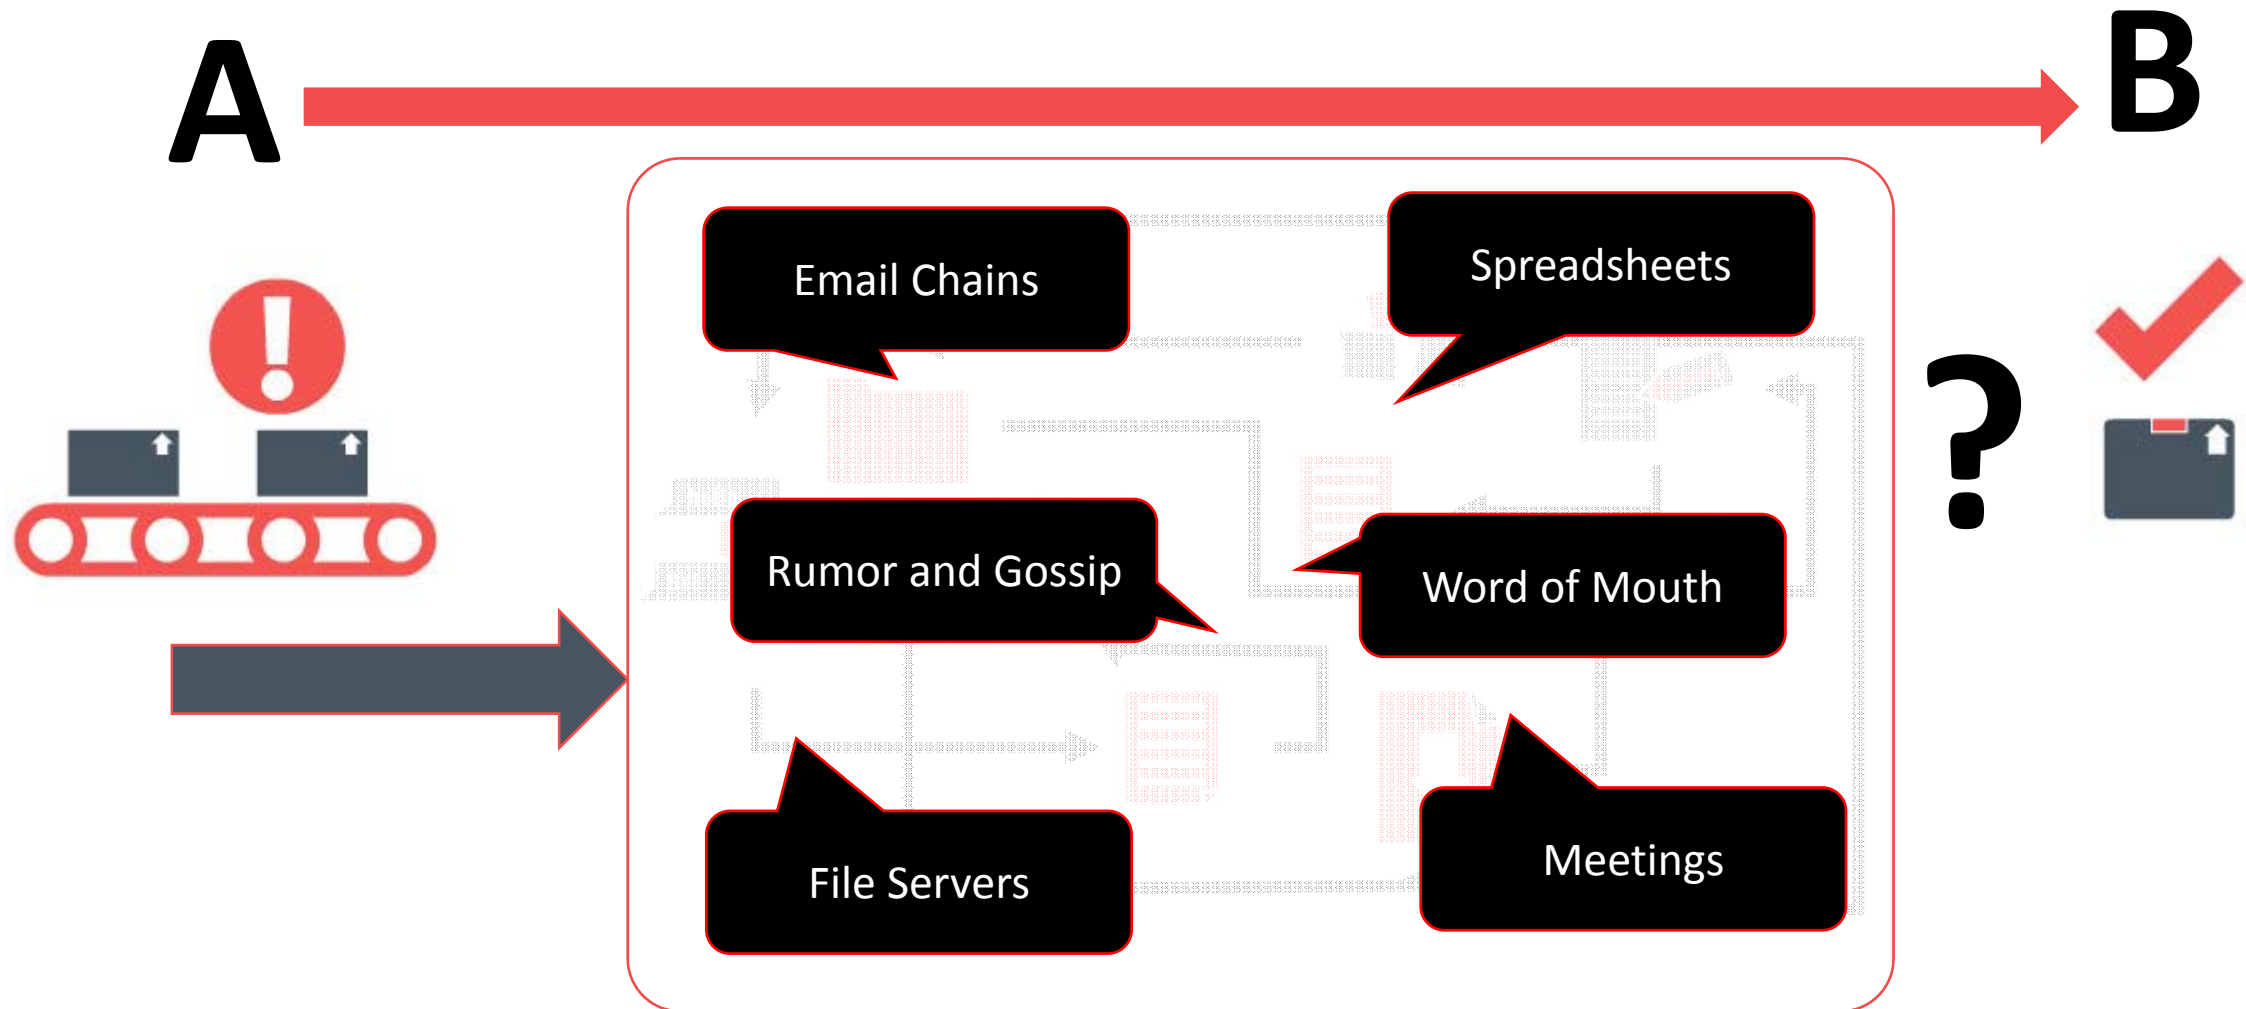 A
B
Email Chains
Spreadsheets
?
Rumor and Gossip
Word of Mouth
File Servers
Meetings